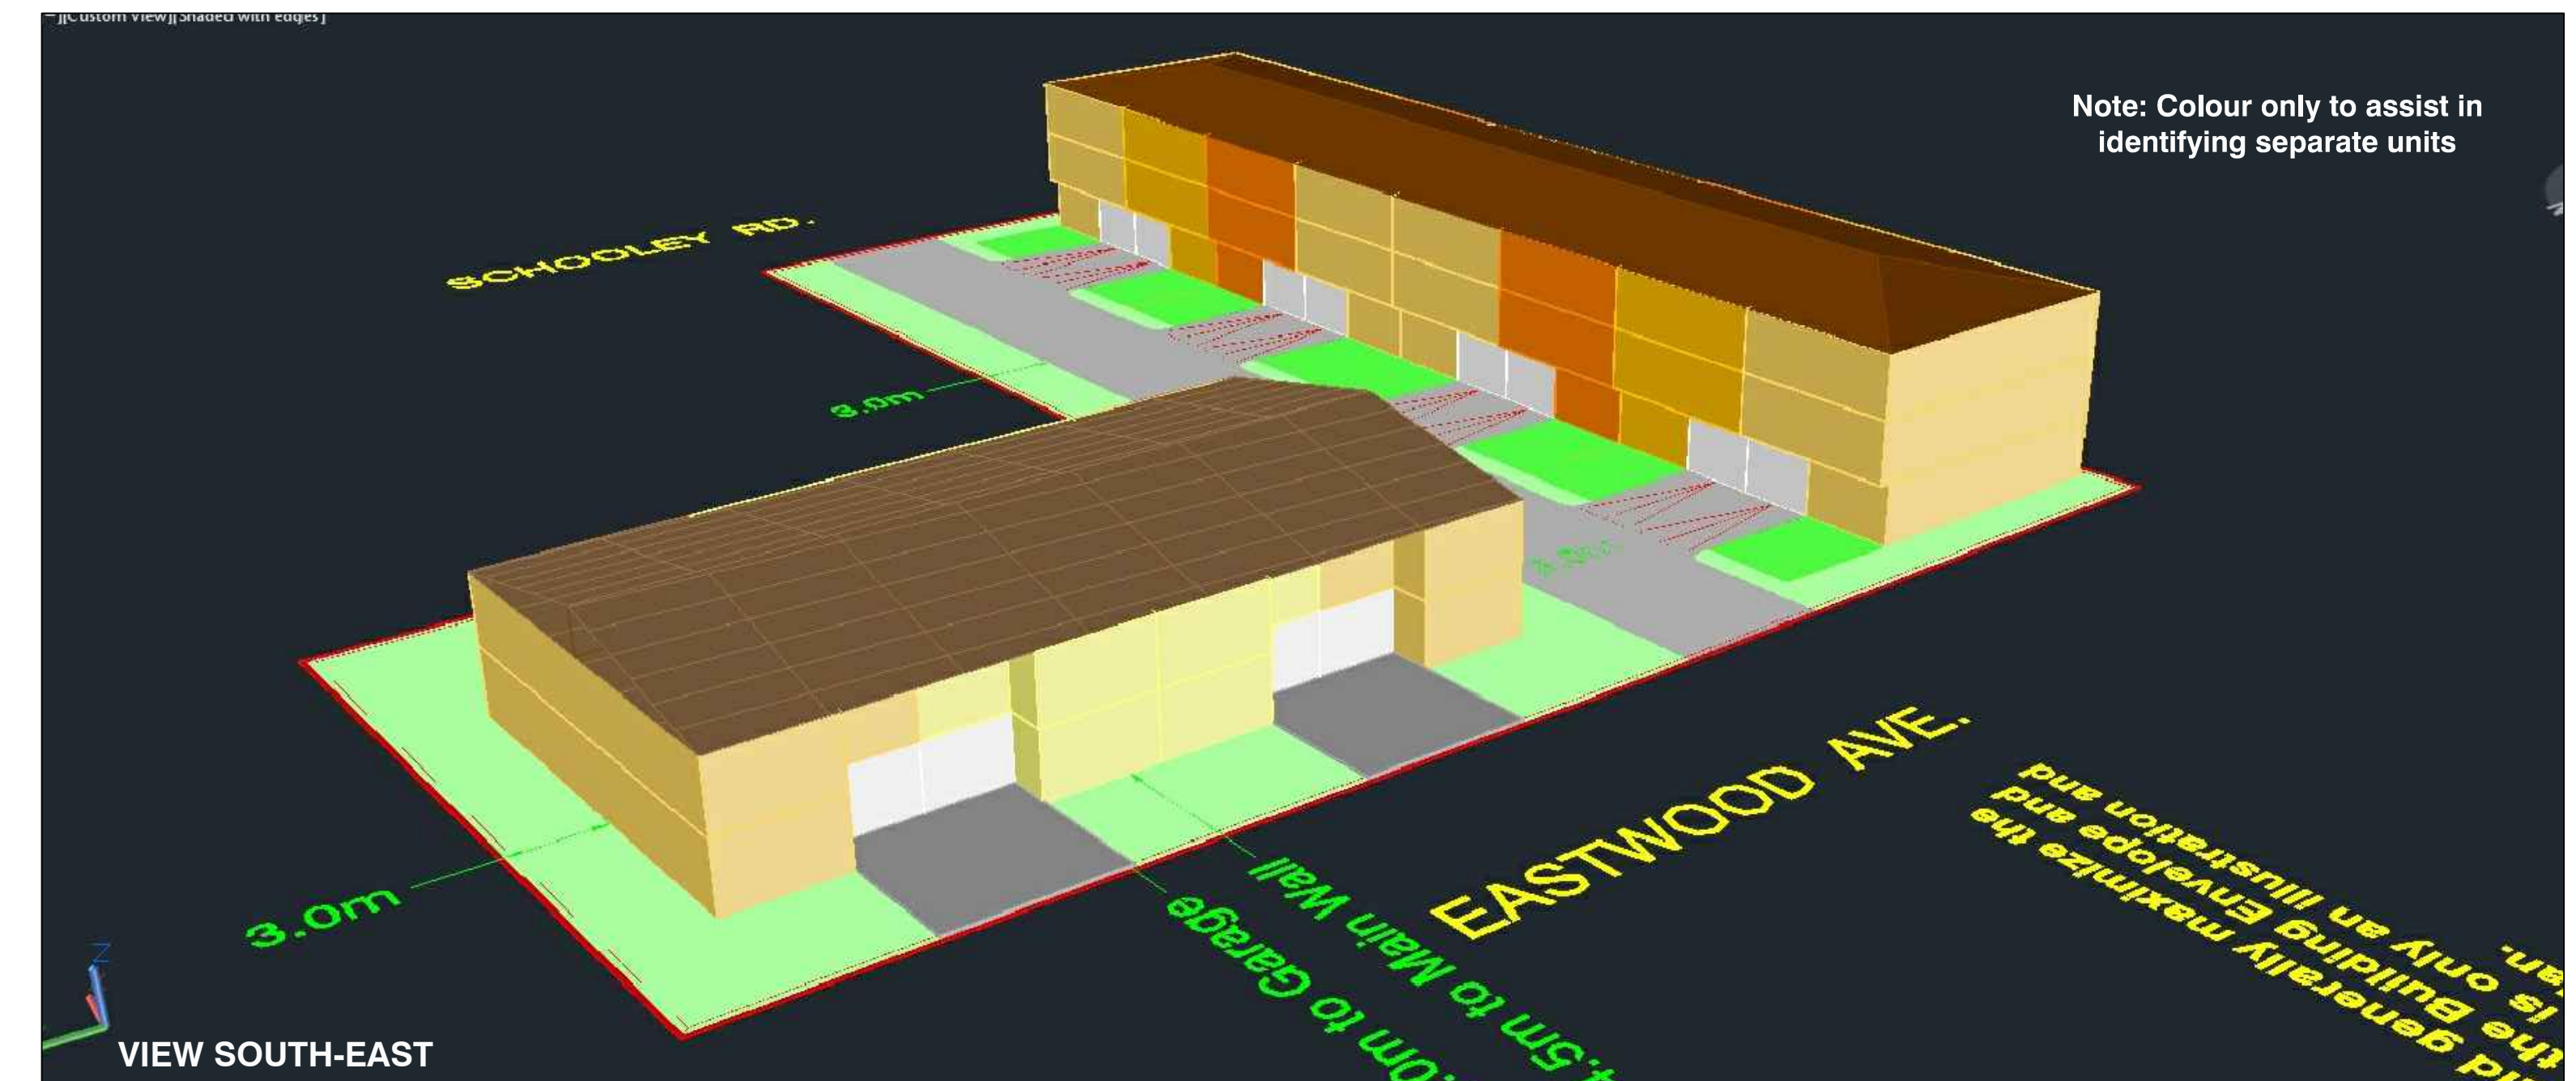 ][Custom View][Shaded with edges]
Note: Colour only to assist in
identifying separate units
SCHOOLEY RD.
3.0m
EASTWOOD AVE.
3.0m
.5m to Main Wall
.0m to Garage
generally maximize the
the Building Envelope and
is only an illustration and
Z
VIEW SOUTH-EAST